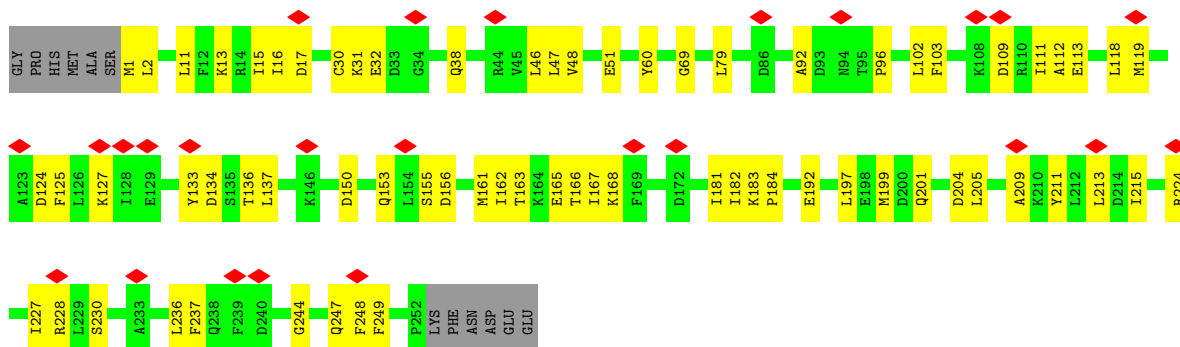 GLY PRO HIS MET ALA SER M1 L2 L11 F12 K13 R14 I15 I16 D17 C30 K31 E32 D33 G34 Q38 R44 V45 L46 L47 V48 E51 Y60 G69 L79 D86 A92 D93 N94 T95 P96 L102 F103 K108 D109 R110 I111 A112 E113 L118 M119
A123 D124 F125 L126 K127 I128 E129 Y133 D134 S135 T136 L137 K146 D150 Q153 L154 S155 D156 M161 I162 T163 K164 E165 T166 I167 K168 F169 D172 I181 I182 K183 P184 E192 L197 E198 M199 D200 Q201 D204 L205 A209 K210 Y211 L212 L213 D214 I215 R224
I227 R228 L229 S230 A233 L236 F237 Q238 F239 D240 G244 Q247 F248 F249 P252 LYS PHE ASN ASP GLU GLU